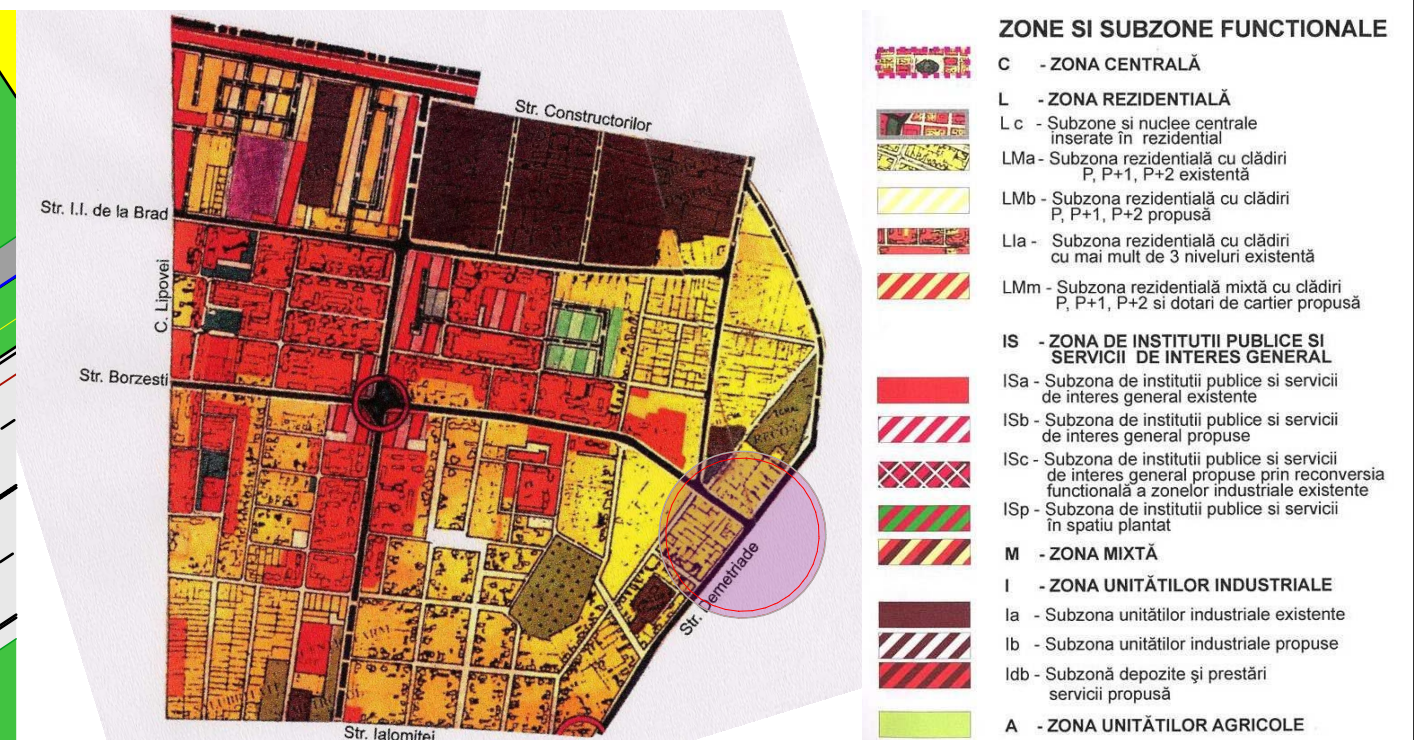 Str. Constructorilor
Str. I.I. de la Brad
C. Lipovei
Str. Borzesti
Str. Demetriade
Str. Ialomitei
ZONE SI SUBZONE FUNCTIONALE
C - ZONA CENTRALĂ
L - ZONA REZIDENTIALĂ
L c - Subzone si nuclee centrale
inserate în rezidential
LMa - Subzona rezidentială cu clădiri
P, P+1, P+2 existentă
LMb - Subzona rezidentială cu clădiri
P, P+1, P+2 propusă
LIa - Subzona rezidentială cu clădiri
cu mai mult de 3 niveluri existentă
LMm - Subzona rezidentială mixtă cu clădiri
P, P+1, P+2 si dotari de cartier propusă
IS - ZONA DE INSTITUTII PUBLICE SI
SERVICII DE INTERES GENERAL
ISa - Subzona de institutii publice si servicii
de interes general existente
ISb - Subzona de institutii publice si servicii
de interes general propuse
ISc - Subzona de institutii publice si servicii
de interes general propuse prin reconversia
functională a zonelor industriale existente
ISp - Subzona de institutii publice si servicii
în spatiu plantat
M - ZONA MIXTĂ
I - ZONA UNITĂTILOR INDUSTRIALE
Ia - Subzona unitătilor industriale existente
Ib - Subzona unitătilor industriale propuse
Idb - Subzonă depozite şi prestări
servicii propusă
A - ZONA UNITĂTILOR AGRICOLE